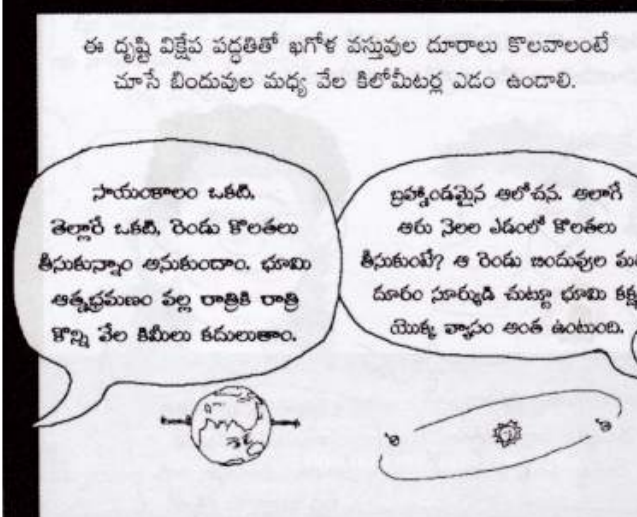 ఈ దృష్టి విక్షేప పద్ధతితో ఖగోళ వస్తువుల దూరాలు కొలవాలంటే
చూసే బిందువుల మధ్య వేల కిలోమీటర్ల ఎడం ఉండాలి.
సాయంకాలం ఒకటి,
తెల్లారే ఒకటి, రెండు కొలతలు
తీసుకున్నాం అనుకుందాం. భూమి
ఆత్మభ్రమణం వల్ల రాత్రికి రాత్రి
కొన్ని వేల కిమీలు కదులుతాం.
బ్రహ్మాండమైన ఆలోచన. అలాగే
ఆరు నెలల ఎడంలో కొలతలు
తీసుకుంటే? ఆ రెండు బిందువుల
దూరం సూర్యుడి చుట్టూ భూమి
యొక్క వ్యాసం అంత ఉంటుంది.